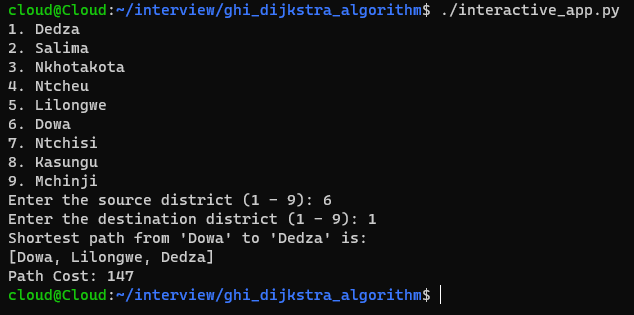 cloud@Cloud:~/interview/ghi_dijkstra_algorithm$ ./interactive_app.py
1. Dedza
2. Salima
3. Nkhotakota
4. Ntcheu
5. Lilongwe
6. Dowa
7. Ntchisi
8. Kasungu
9. Mchinji
Enter the source district (1 - 9): 6
Enter the destination district (1 - 9): 1
Shortest path from 'Dowa' to 'Dedza' is:
[Dowa, Lilongwe, Dedza]
Path Cost: 147
cloud@Cloud:~/interview/ghi_dijkstra_algorithm$